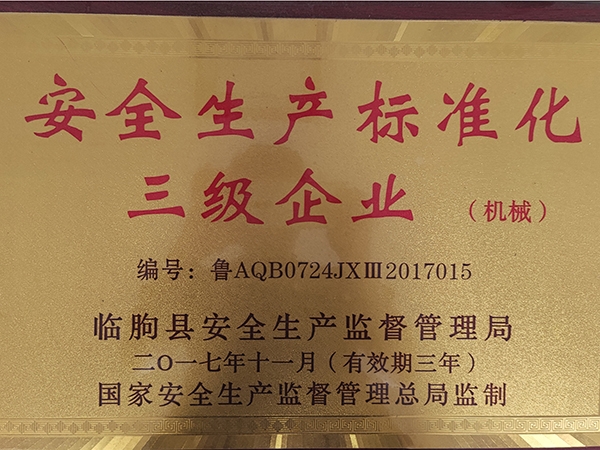 安全生产标准化
三级企业（机械）
编号：鲁AQB0724JXⅢ2017015
临朐县安全生产监督管理局
二〇一七年十一月（有效期三年）
国家安全生产监督管理总局监制